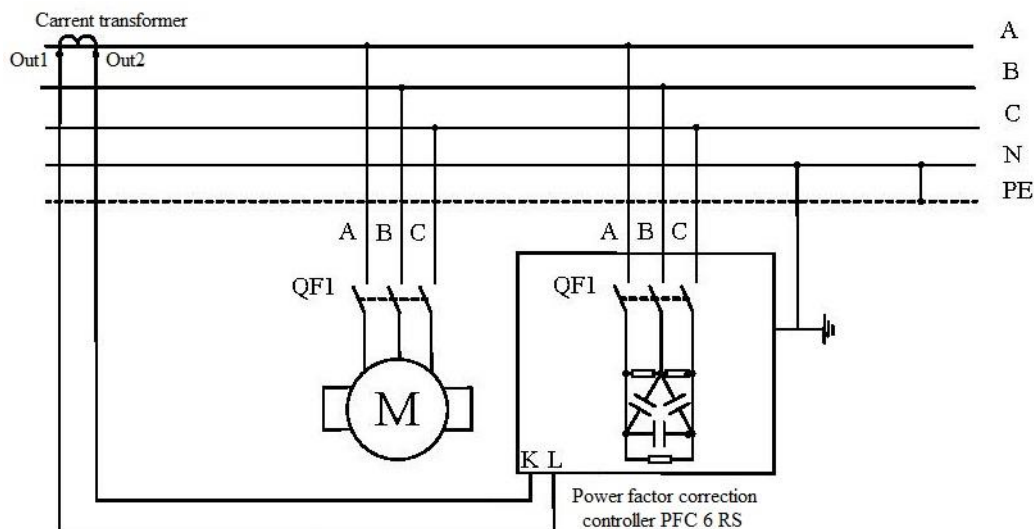 Carrent transformer
A
Out1 Out2
B
C
N
PE
A B C
A B C
QF1
QF1
M
K L
Power factor correction
controller PFC 6 RS